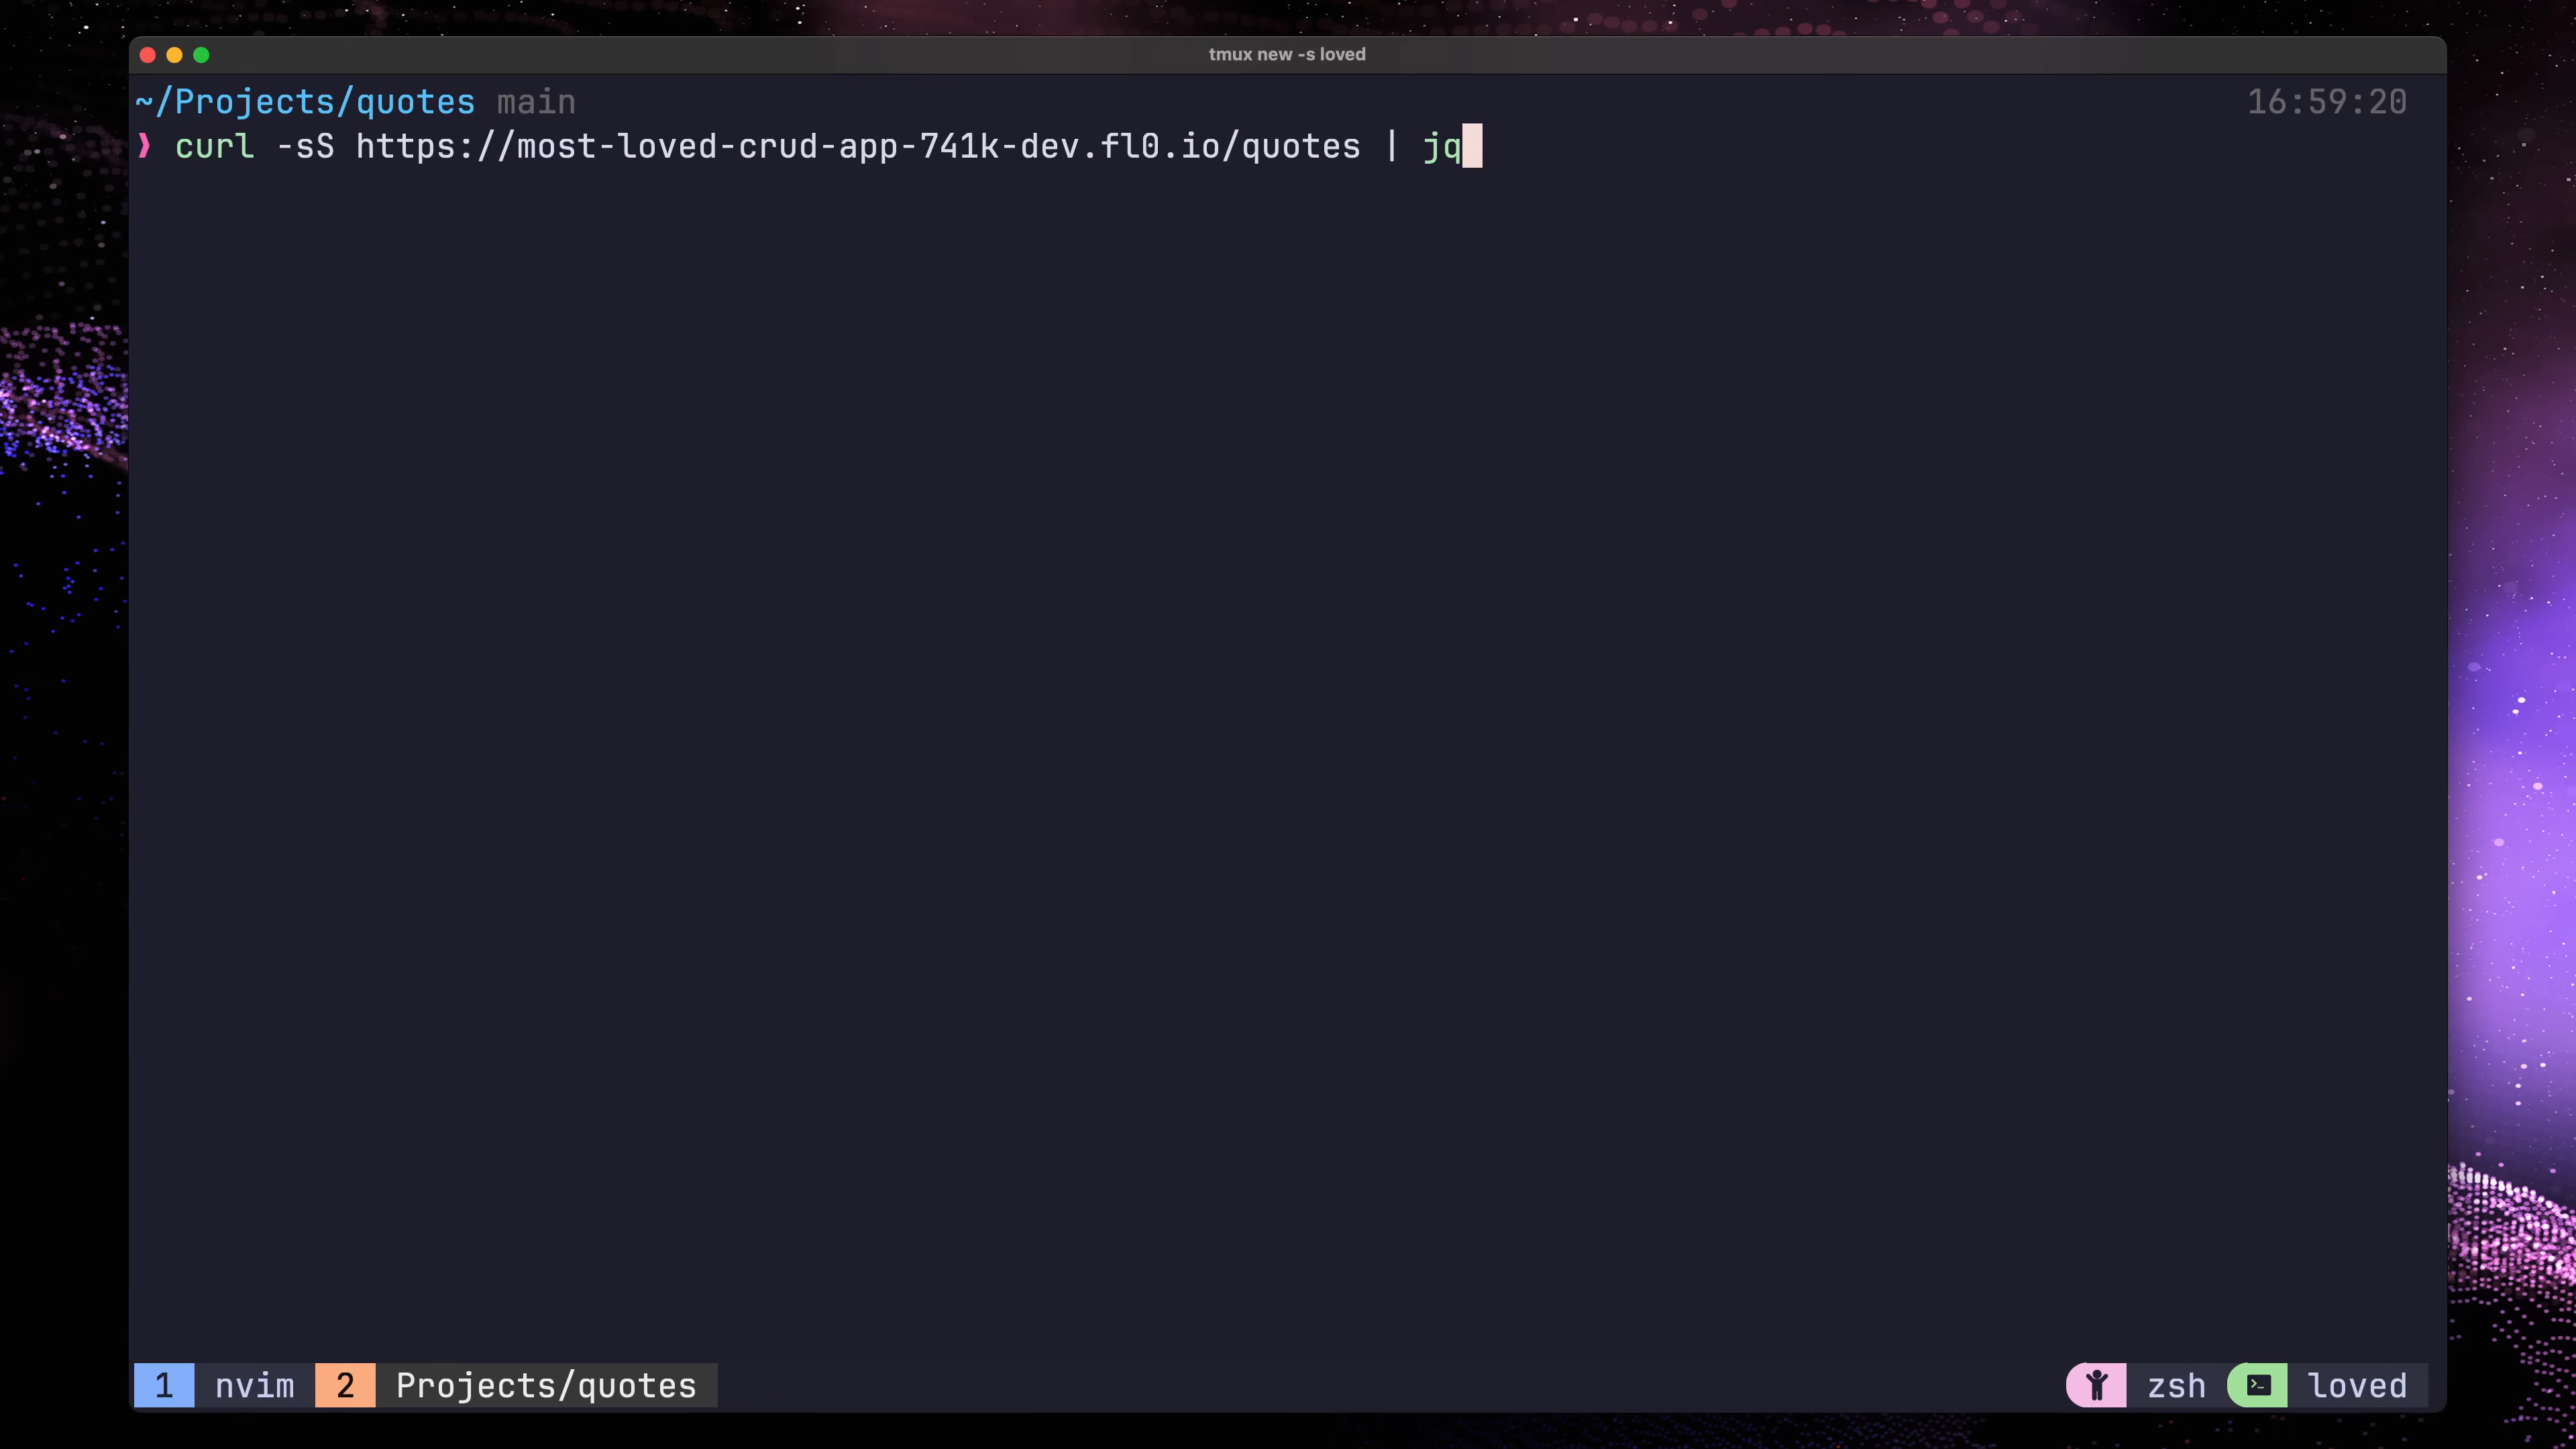 tmux new -s loved
~/Projects/quotes main 16:59:20
❯ curl -sS https://most-loved-crud-app-741k-dev.fl0.io/quotes | jq
1 nvim 2 Projects/quotes zsh loved